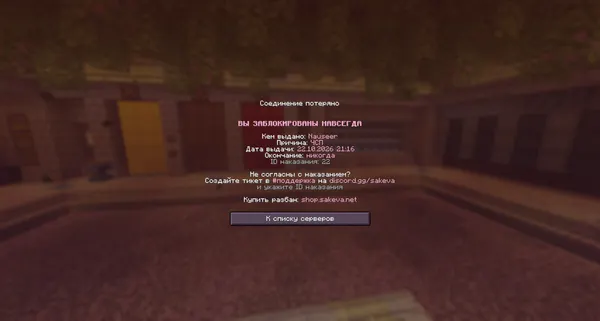 Соединение потеряно
ВЫ ЗАБЛОКИРОВАНЫ НАВСЕГДА
Кем выдано: Nauseer
Причина: ЧСП
Дата выдачи: 22.10.2026 21:16
Окончание: никогда
ID наказания: 22
Не согласны с наказанием?
Создайте тикет в #поддержка на discord.gg/sakeva
и укажите ID наказания
Купить разбан: shop.sakeva.net
К списку серверов